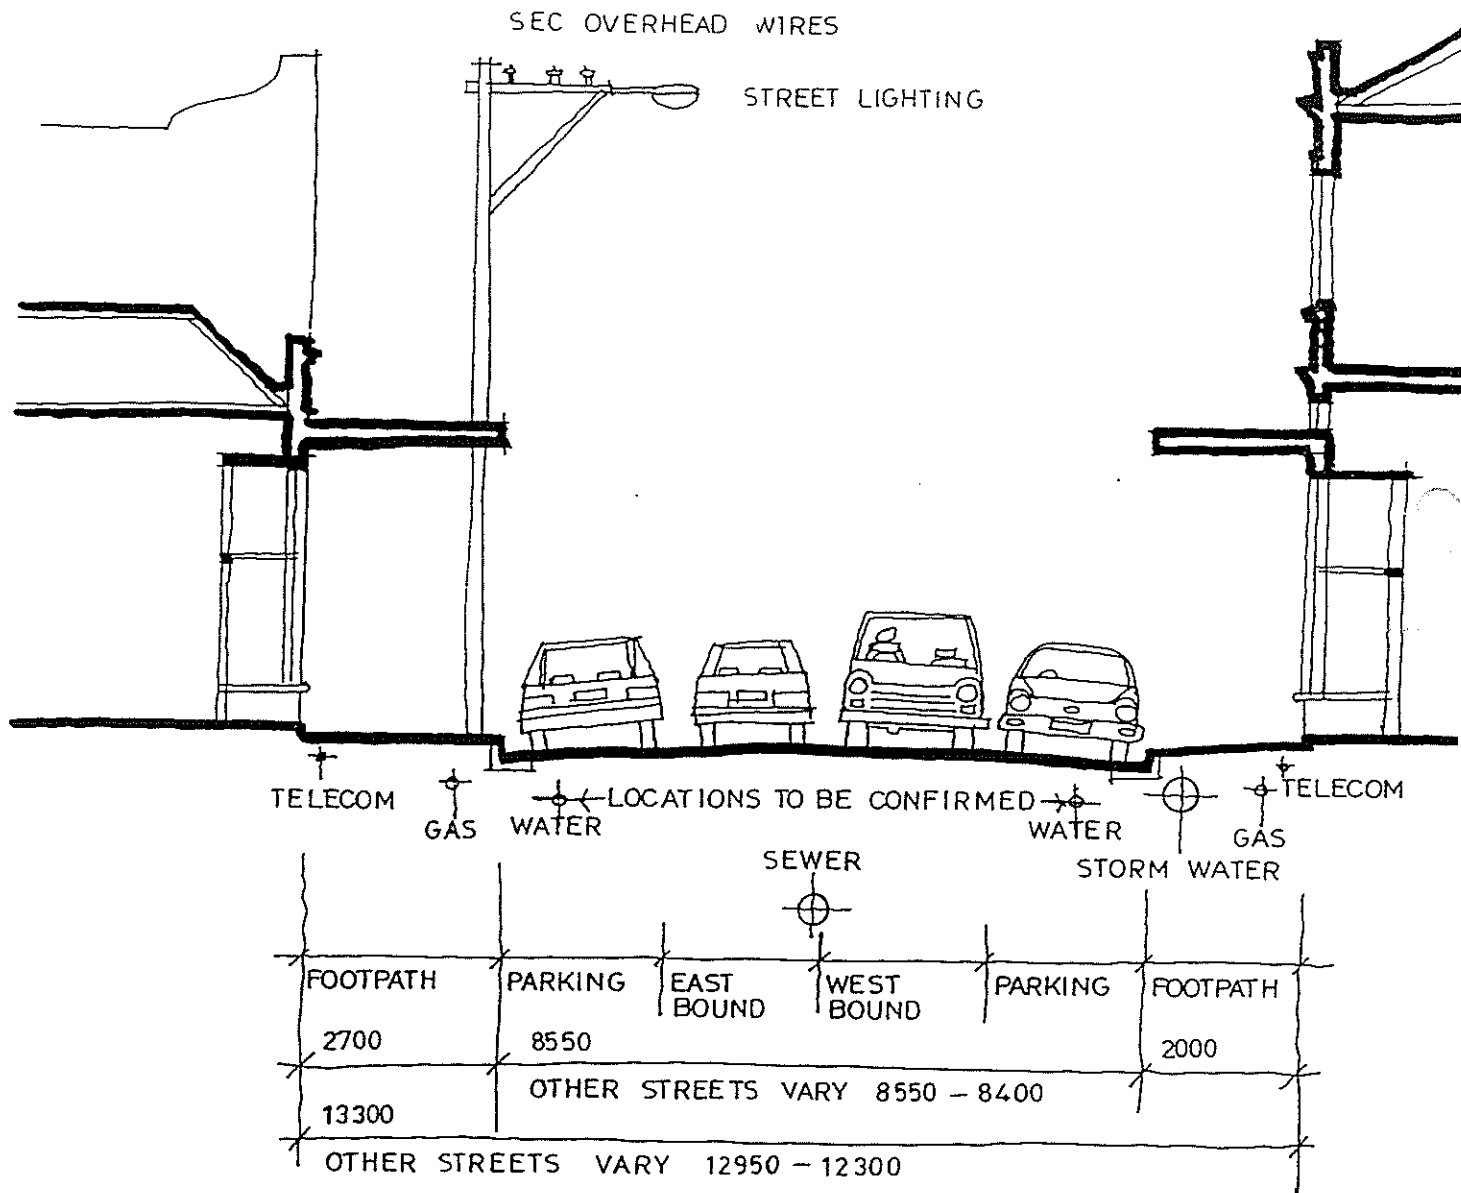 SEC OVERHEAD WIRES
STREET LIGHTING
TELECOM
GAS
WATER
LOCATIONS TO BE CONFIRMED
WATER
STORM WATER
GAS
TELECOM
SEWER
FOOTPATH
PARKING
EAST
BOUND
WEST
BOUND
PARKING
FOOTPATH
2700
8550
2000
OTHER STREETS VARY 8550 – 8400
13300
OTHER STREETS VARY 12950 – 12300